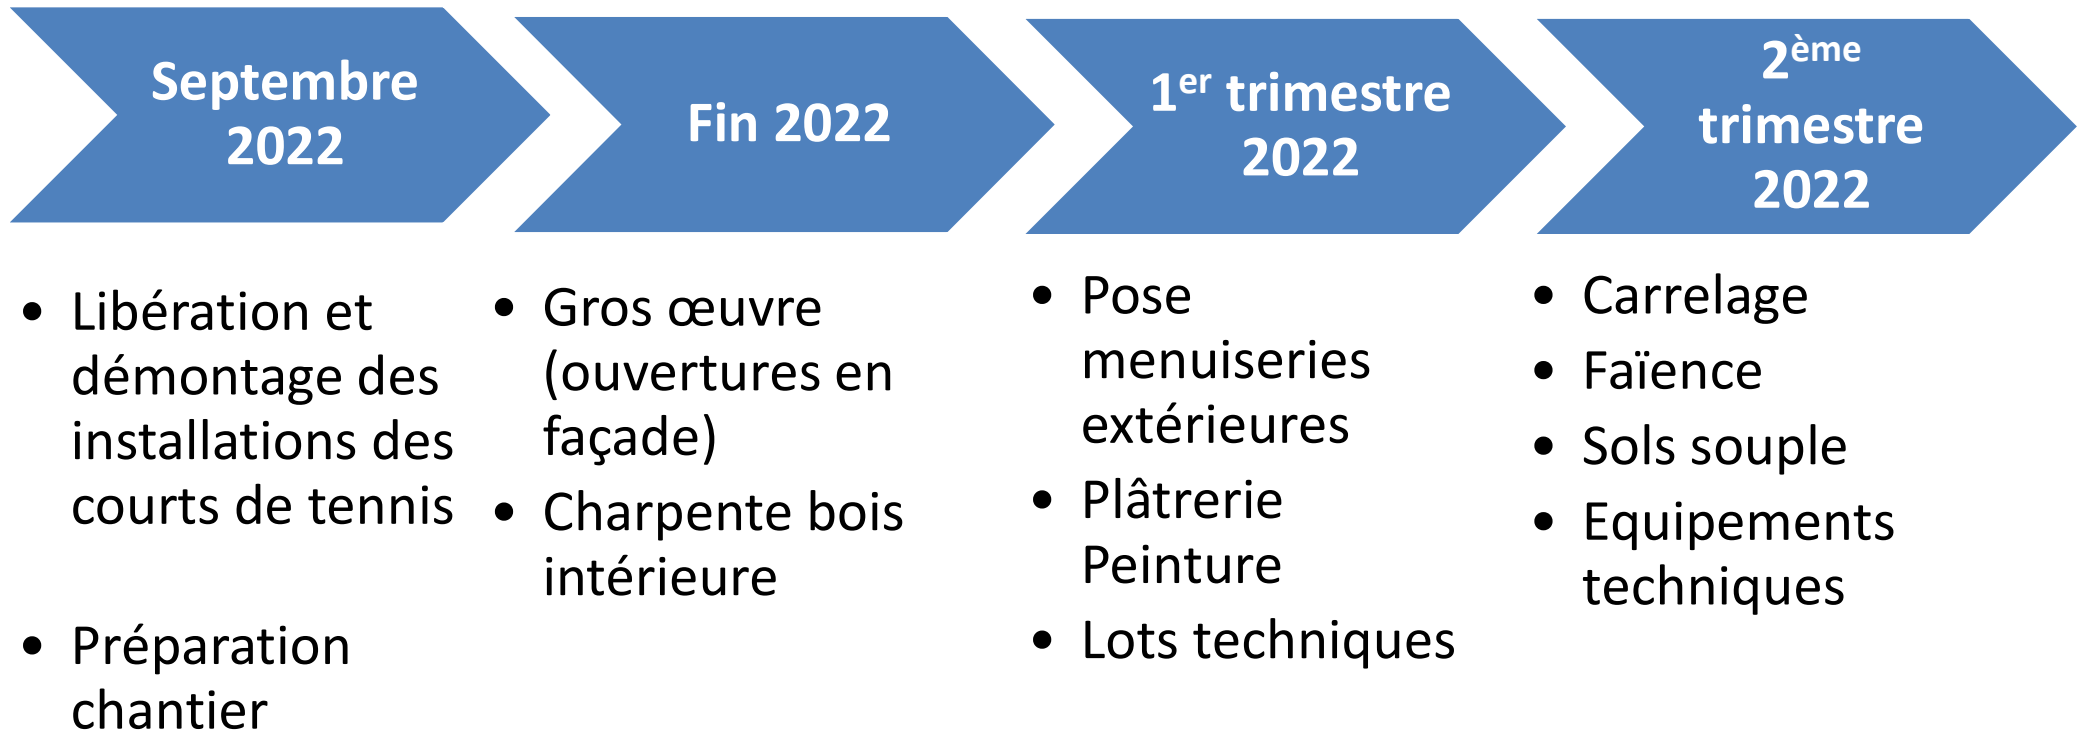 Septembre
2022
• Libération et
démontage des
installations des
courts de tennis
• Préparation
chantier
Fin 2022
• Gros œuvre
(ouvertures en
façade)
• Charpente bois
intérieure
1er trimestre
2022
• Pose
menuiseries
extérieures
• Plâtrerie
Peinture
• Lots techniques
2ème
trimestre
2022
• Carrelage
• Faïence
• Sols souple
• Equipements
techniques